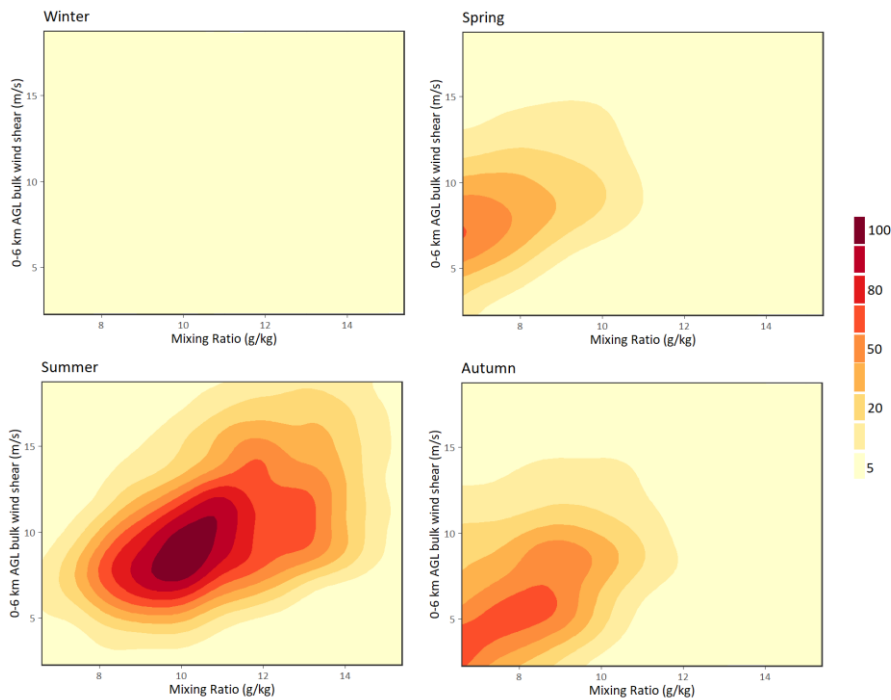 Winter
0-6 km AGL bulk wind shear (m/s)
15
10
5
8 10 12 14
Mixing Ratio (g/kg)
Spring
0-6 km AGL bulk wind shear (m/s)
15
10
5
8 10 12 14
Mixing Ratio (g/kg)
Summer
0-6 km AGL bulk wind shear (m/s)
15
10
5
8 10 12 14
Mixing Ratio (g/kg)
Autumn
0-6 km AGL bulk wind shear (m/s)
15
10
5
8 10 12 14
Mixing Ratio (g/kg)
100
80
50
20
5